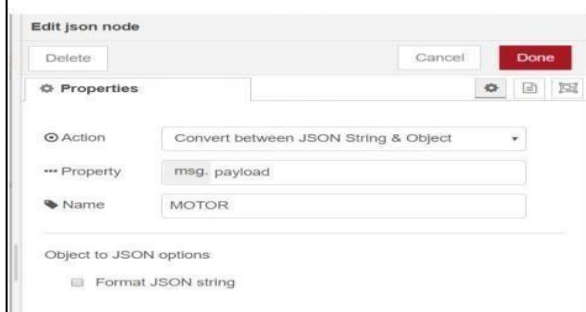 Edit json node
Delete Cancel Done
Properties
Action Convert between JSON String & Object
Property msg. payload
Name MOTOR
Object to JSON options
Format JSON string